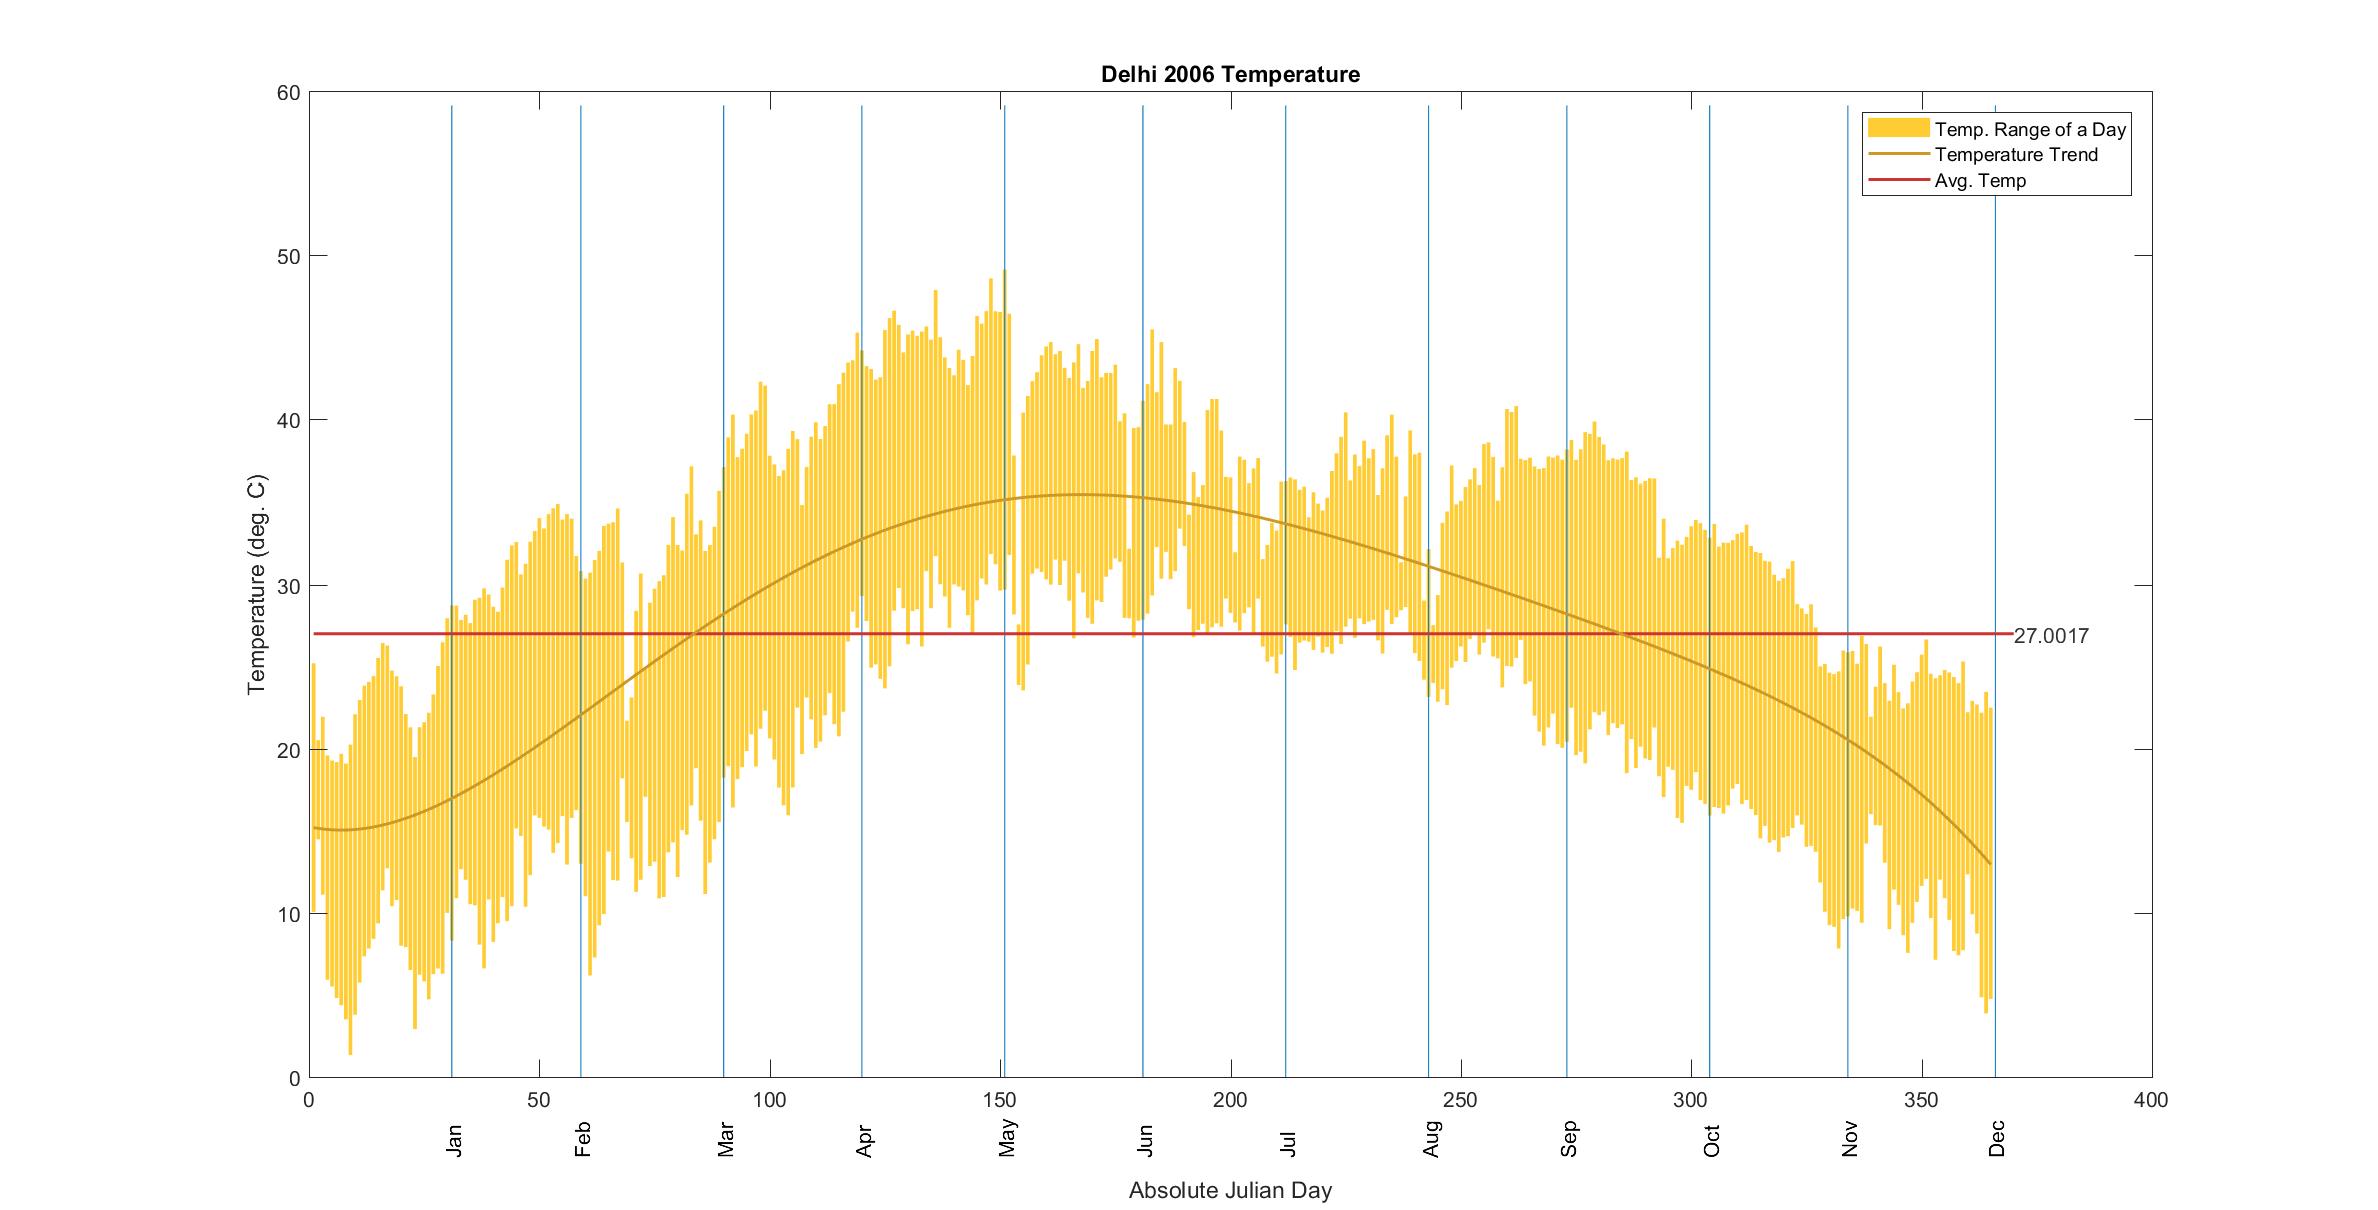 Delhi 2006 Temperature
60
50
40
30
20
10
0
Temperature (deg. C)
Temp. Range of a Day
Temperature Trend
Avg. Temp
27.0017
0 50 100 150 200 250 300 350 400
Jan Feb Mar Apr May Jun Jul Aug Sep Oct Nov Dec
Absolute Julian Day